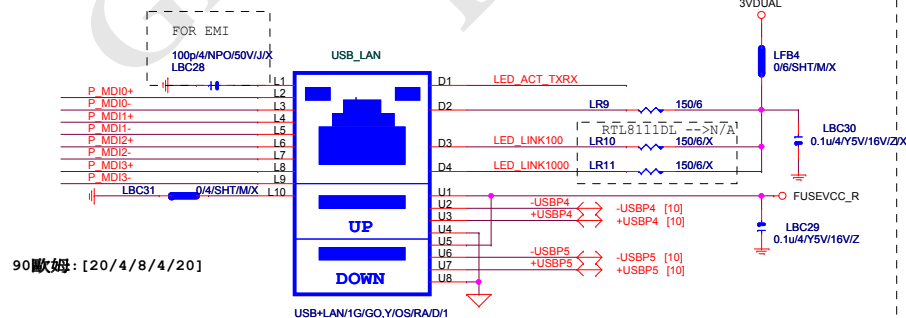 3VDUAL
FOR EMI
100p/4/NPO/50V/J/X
LBC28
USB_LAN
LFB4
0/6/SHT/M/X
L1
D1
LED_ACT_TXRX
P_MDI0+
L2
P_MDI0-
L3
D2
LR9
150/6
P_MDI1+
L4
P_MDI1-
L5
RTL8111DL -->N/A
LBC30
0.1u/4/Y5V/16V/Z/X
P_MDI2+
L6
D3
LED_LINK100
LR10
150/6/X
P_MDI2-
L7
P_MDI3+
L8
D4
LED_LINK1000
LR11
150/6/X
P_MDI3-
L9
LBC31
0/4/SHT/M/X
L10
U1
FUSEVCC_R
U2
-USBP4
-USBP4 [10]
U3
+USBP4
+USBP4 [10]
UP
U4
LBC29
0.1u/4/Y5V/16V/Z
U5
U6
-USBP5
-USBP5 [10]
90歐姆:[20/4/8/4/20]
U7
+USBP5
+USBP5 [10]
DOWN
U8
USB+LAN/1G/GO,Y/OS/RA/D/1